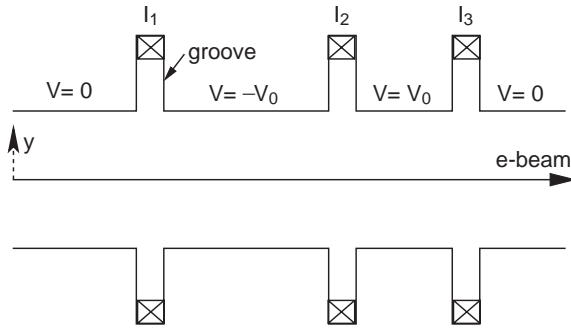 I₁ I₂ I₃
groove
V= 0 V= –V₀ V= V₀ V= 0
y
e-beam